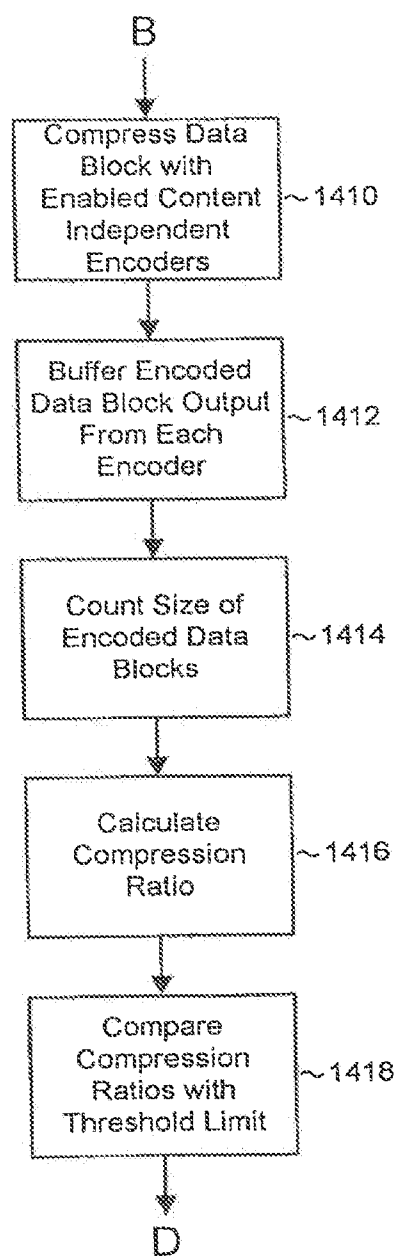 B
Compress Data
Block with
Enabled Content
Independent
Encoders
1410
Buffer Encoded
Data Block Output
From Each
Encoder
1412
Count Size of
Encoded Data
Blocks
1414
Calculate
Compression
Ratio
1416
Compare
Compression
Ratios with
Threshold Limit
1418
D